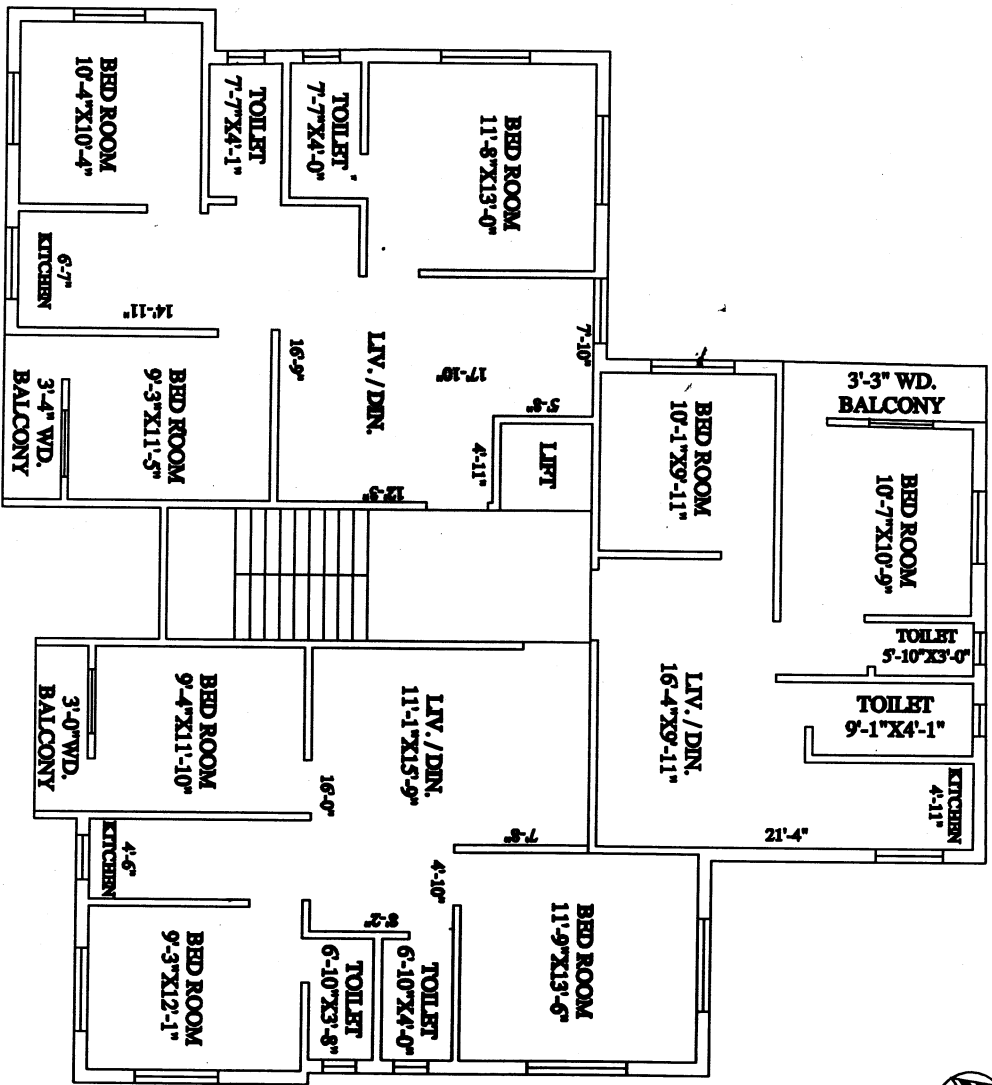 BED ROOM
10'-4"X10'-4"
TOILET
7'-7"X4'-1"
TOILET
7'-7"X4'-0"
BED ROOM
11'-8"X13'-0"
KITCHEN
6'-7"
14'-11"
BED ROOM
9'-3"X11'-5"
3'-4" WD.
BALCONY
LIV. / DIN.
16'-9"
17'-10"
7'-10"
5'-8"
4'-11"
12'-9"
LIFT
BED ROOM
10'-1"X9'-11"
3'-3" WD.
BALCONY
BED ROOM
10'-7"X10'-9"
TOILET
5'-10"X3'-0"
TOILET
9'-1"X4'-1"
LIV. / DIN.
16'-4"X9'-11"
KITCHEN
4'-11"
21'-4"
3'-0"WD.
BALCONY
BED ROOM
9'-4"X11'-10"
LIV. / DIN.
11'-1"X15'-9"
16'-0"
7'-8"
4'-10"
KITCHEN
4'-6"
8'-2"
BED ROOM
9'-3"X12'-1"
TOILET
6'-10"X3'-8"
TOILET
6'-10"X4'-0"
BED ROOM
11'-9"X13'-6"